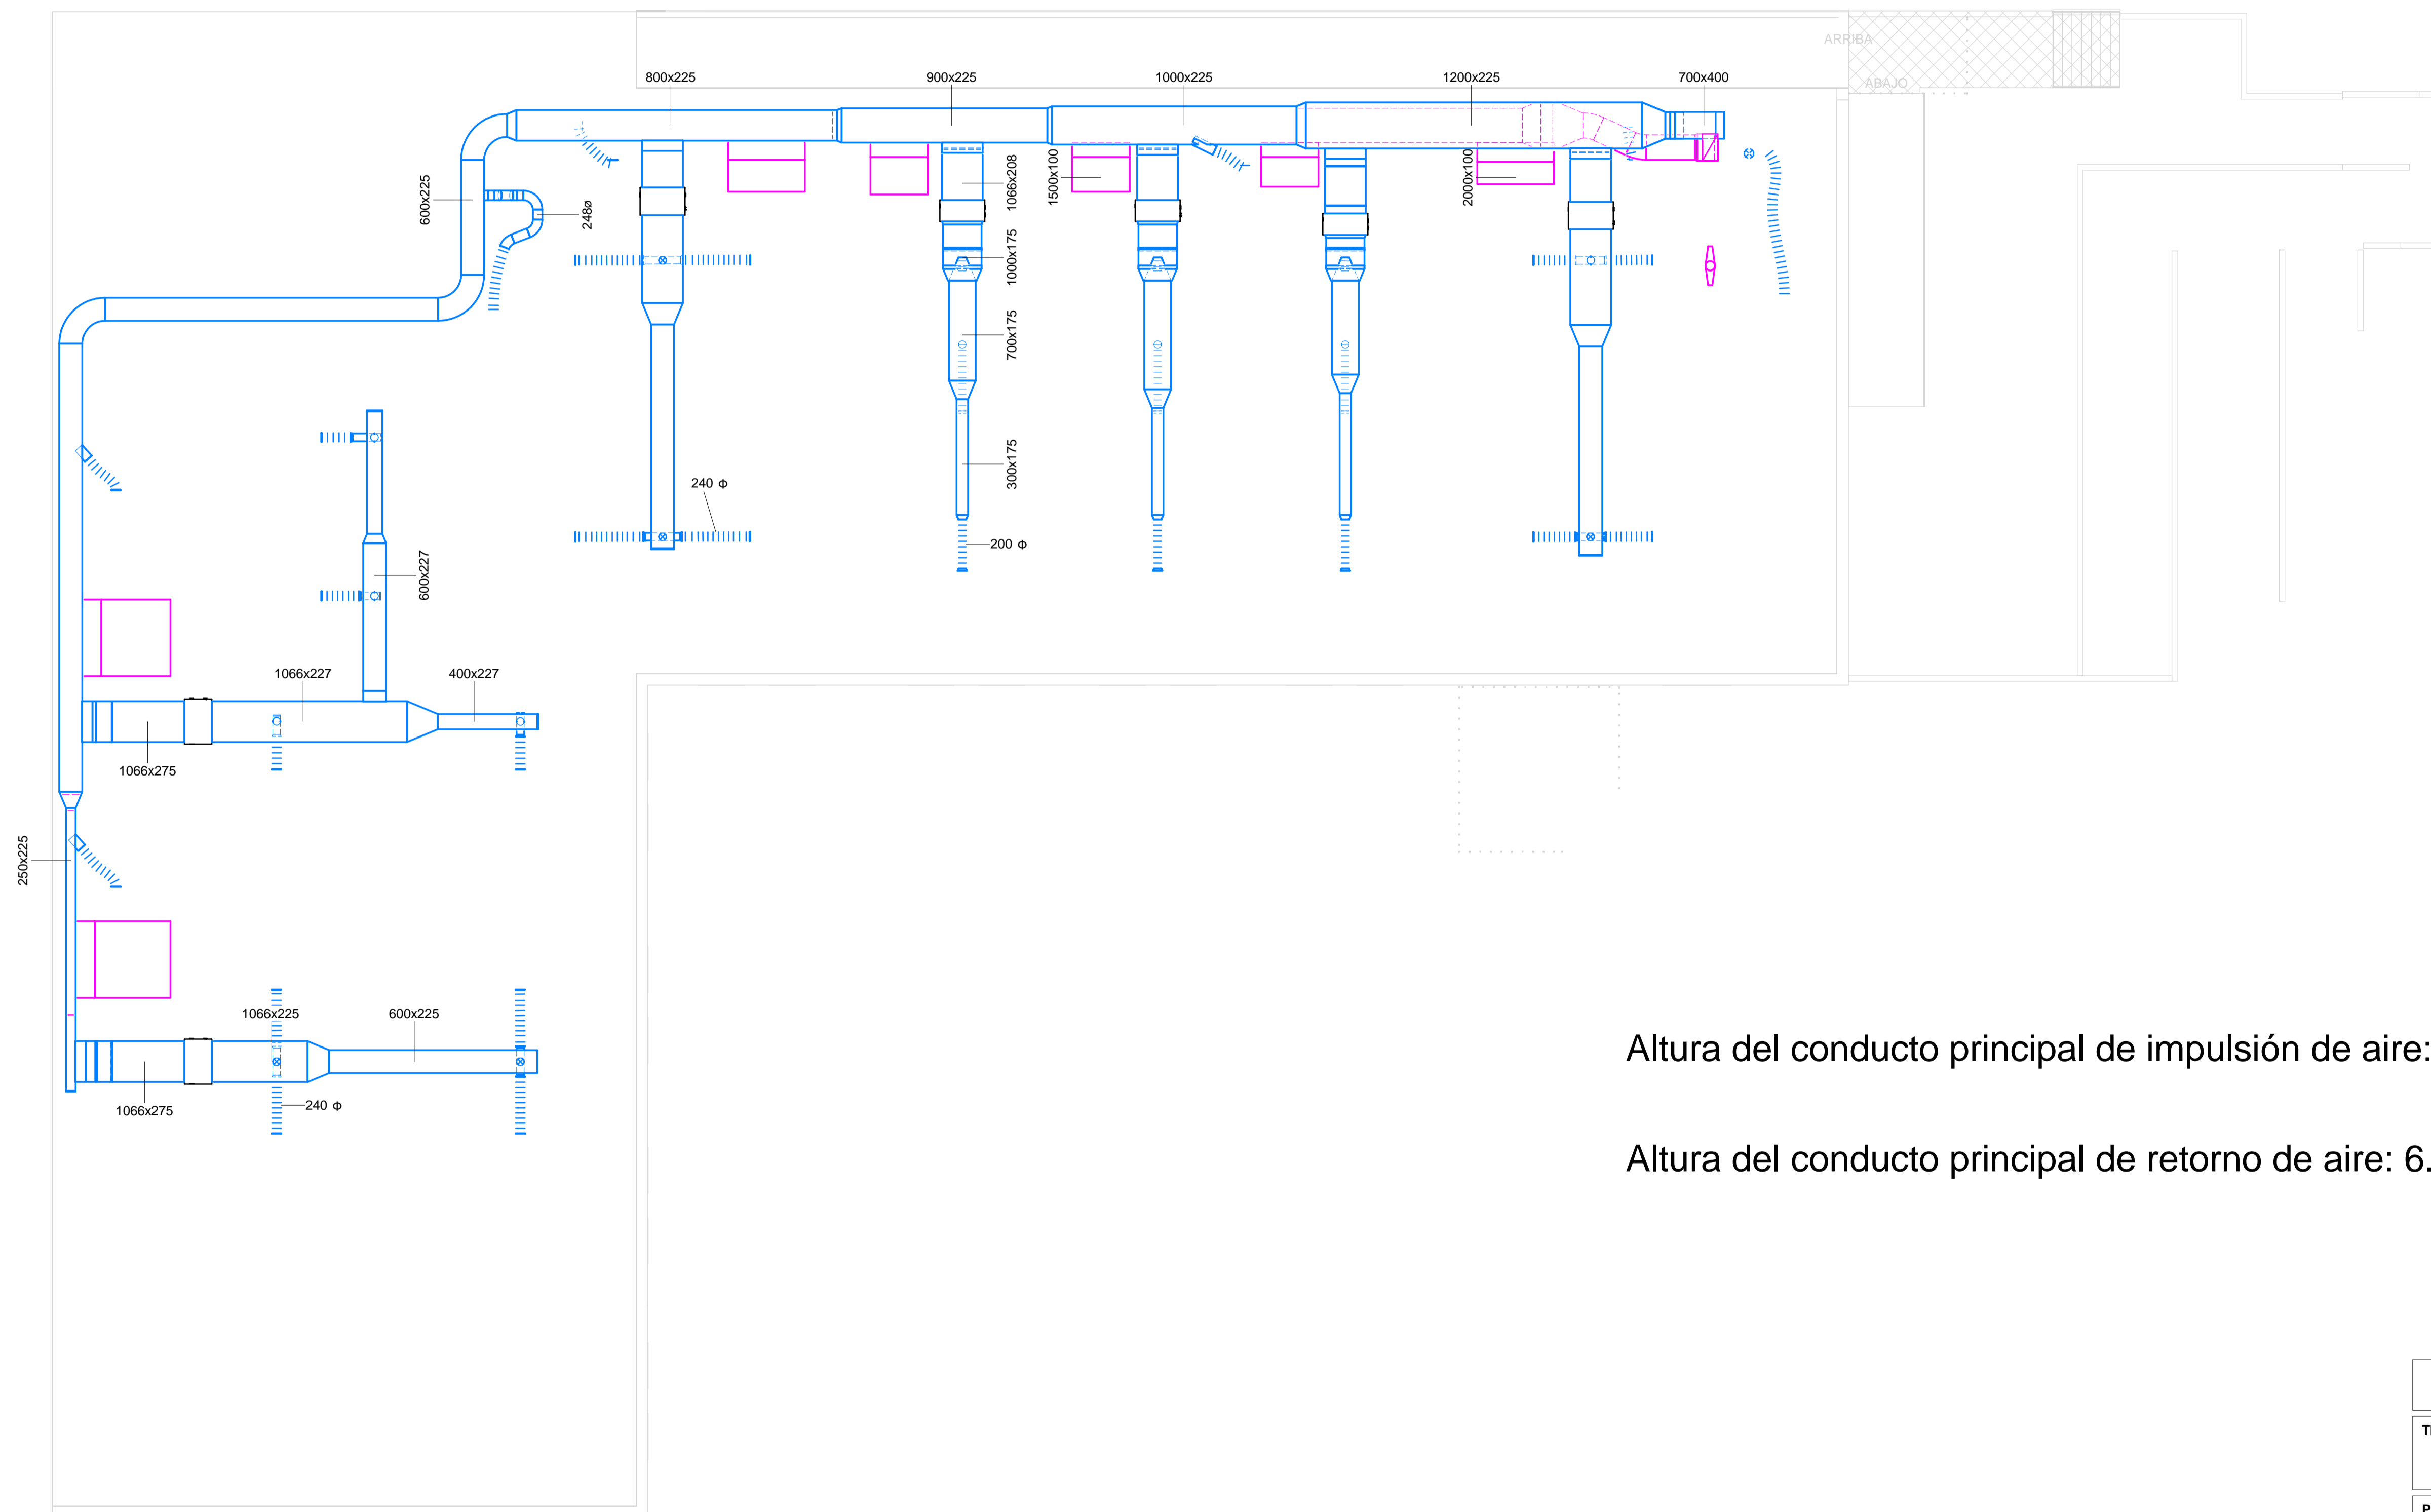 ARRIBA
ABAJO
800x225
900x225
1000x225
1200x225
700x400
600x225
248ø
1066x208
1500x100
2000x100
1000x175
700x175
300x175
240 Φ
200 Φ
600x227
1066x227
400x227
1066x275
250x225
1066x225
600x225
1066x275
240 Φ
Altura del conducto principal de impulsión de aire:
Altura del conducto principal de retorno de aire: 6.